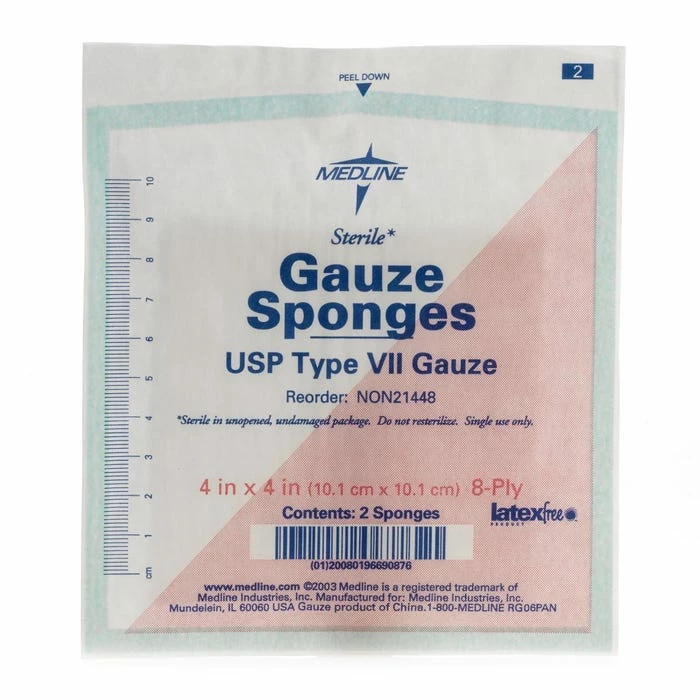 2
PEEL DOWN
MEDLINE
Sterile*
Gauze
Sponges
USP Type VII Gauze
Reorder: NON21448
*Sterile in unopened, undamaged package. Do not resterilize. Single use only.
4 in x 4 in (10.1 cm x 10.1 cm) 8-Ply
Contents: 2 Sponges
latexfree
PRODUCT
(01)20080196690876
www.medline.com ©2003 Medline is a registered trademark of
Medline Industries, Inc. Manufactured for: Medline Industries, Inc.
Mundelein, IL 60060 USA Gauze product of China.1-800-MEDLINE RG06PAN
10
9
8
7
6
5
4
3
2
1
cm